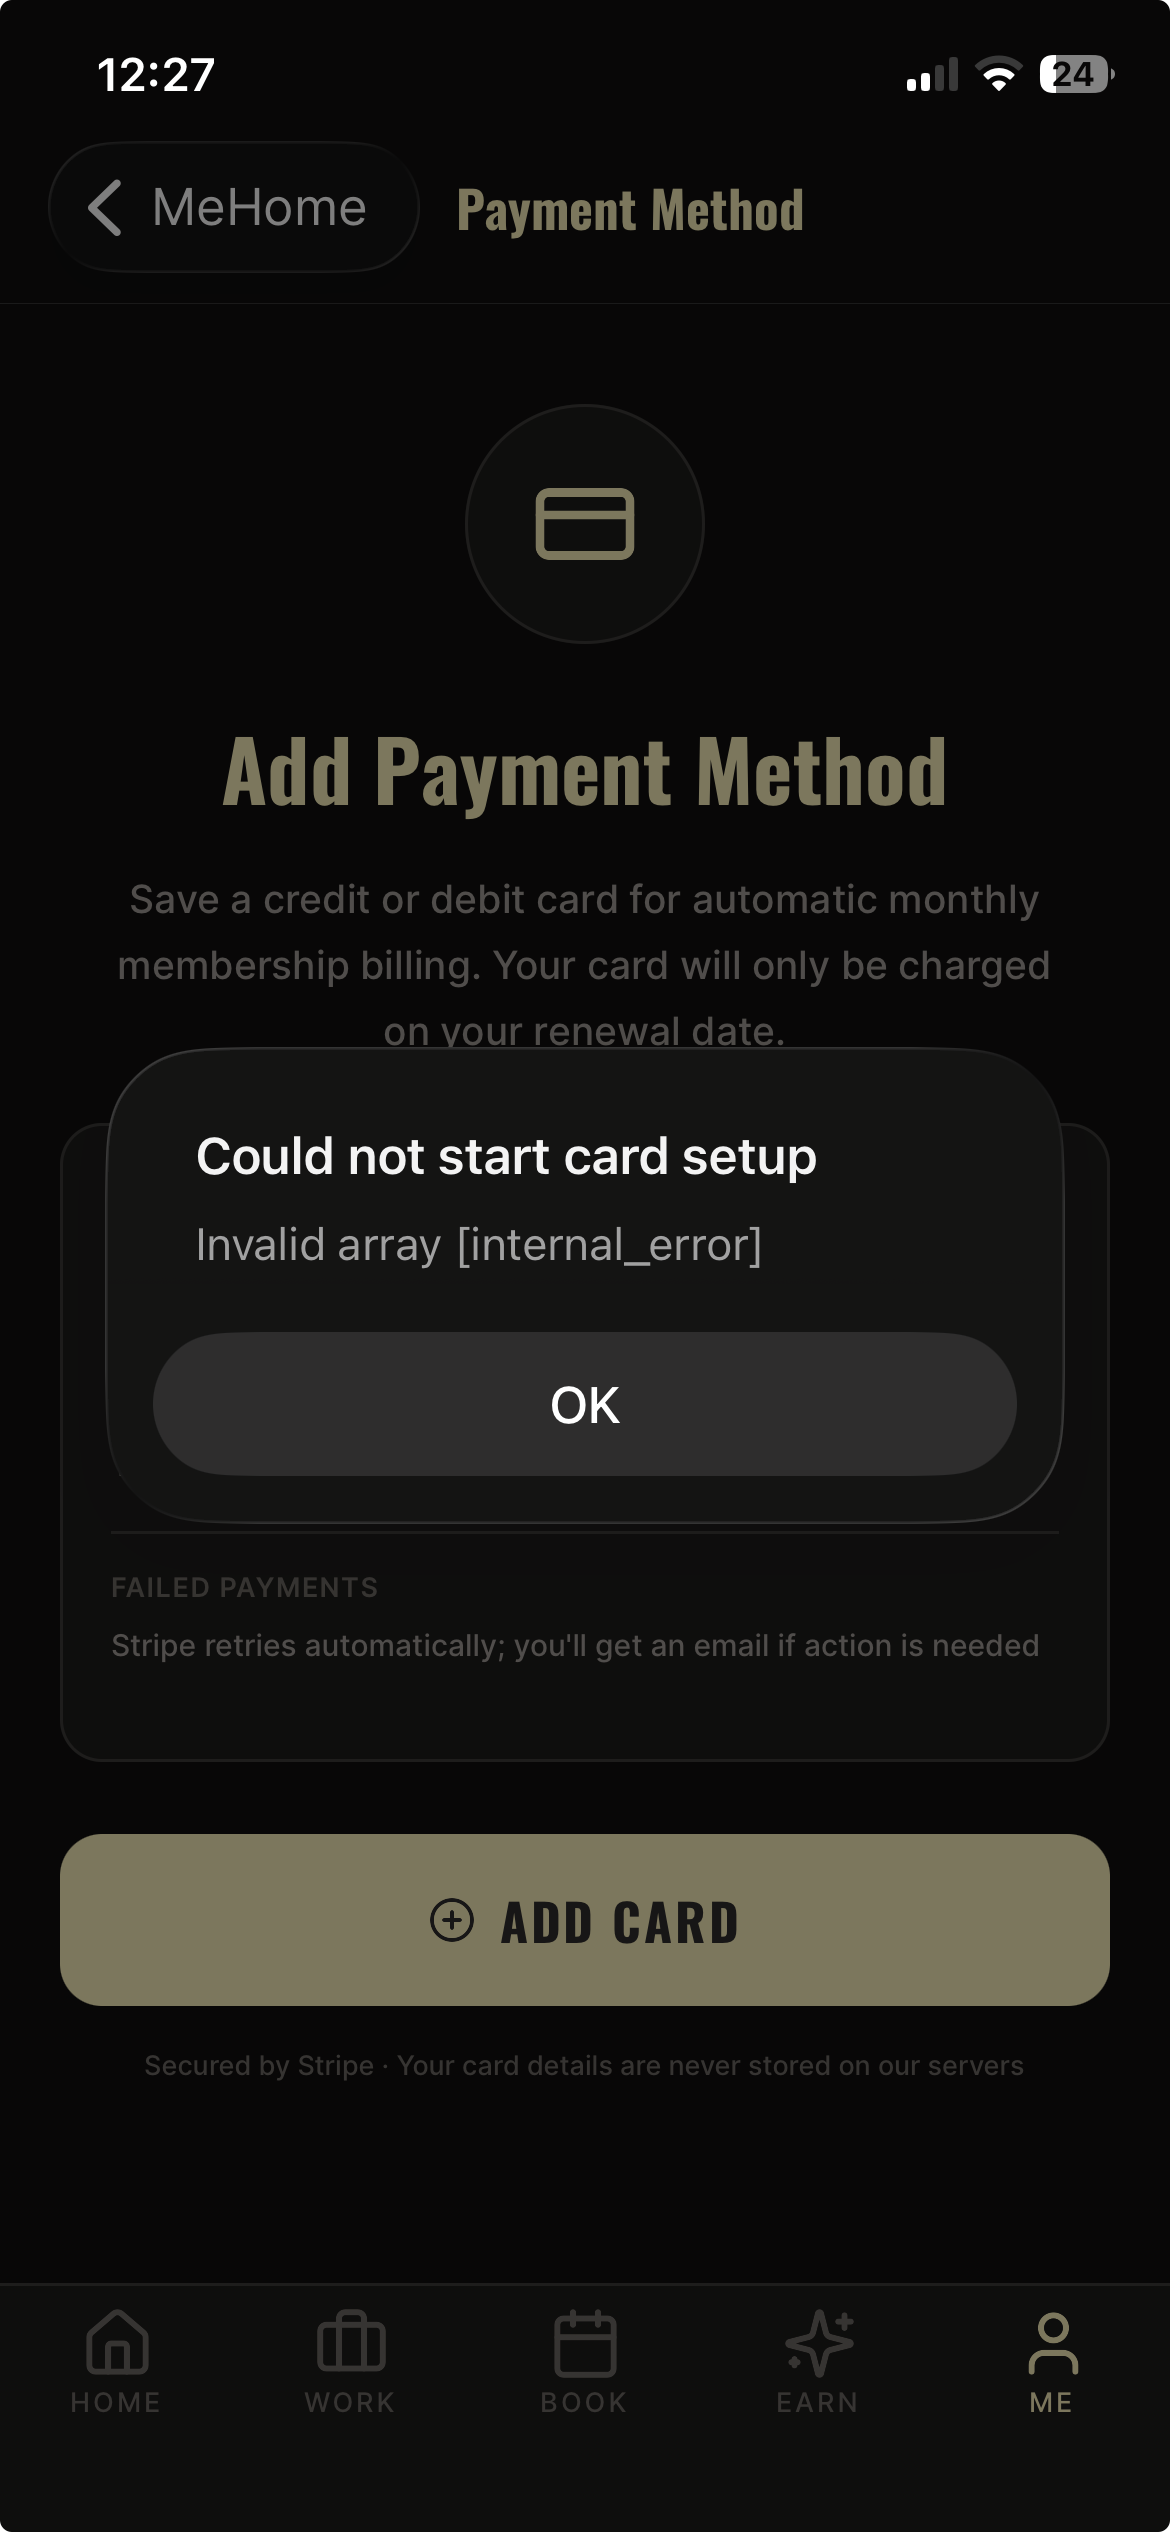 12:27
24
MeHome
Payment Method
Add Payment Method
Save a credit or debit card for automatic monthly
membership billing. Your card will only be charged
on your renewal date.
Could not start card setup
Invalid array [internal_error]
OK
FAILED PAYMENTS
Stripe retries automatically; you'll get an email if action is needed
ADD CARD
Secured by Stripe · Your card details are never stored on our servers
HOME
WORK
BOOK
EARN
ME